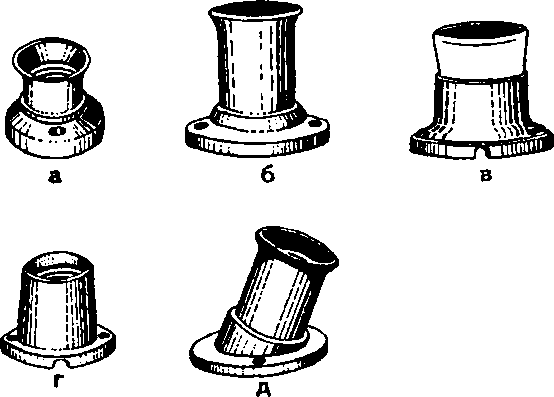 а б в
г д